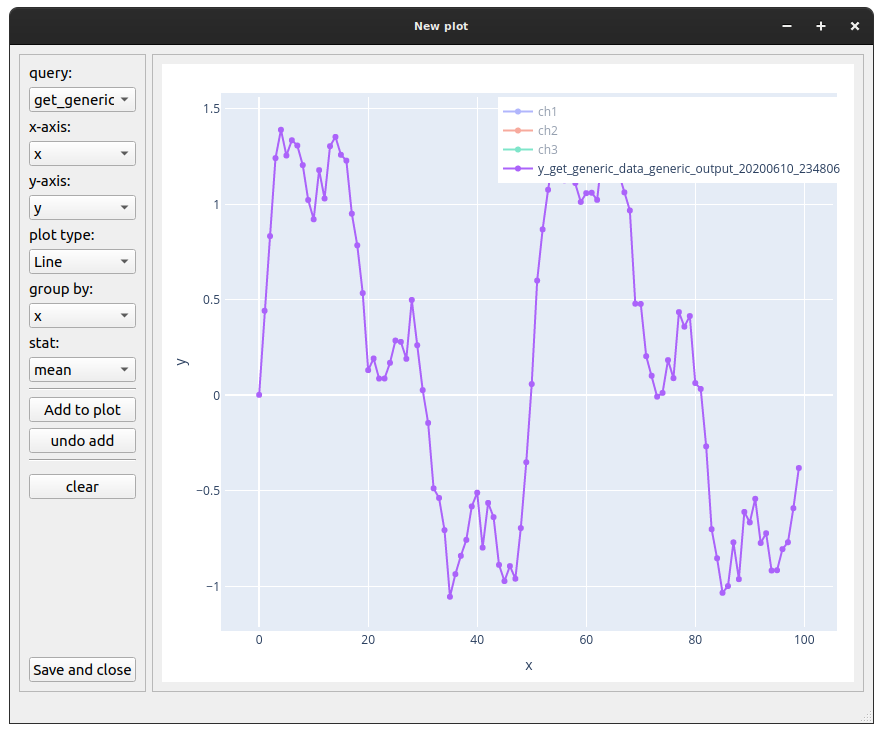 New plot
query:
get_generic
x-axis:
x
y-axis:
y
plot type:
Line
group by:
x
stat:
mean
Add to plot
undo add
clear
Save and close
ch1
ch2
ch3
y_get_generic_data_generic_output_20200610_234806
1.5
1
0.5
0
−0.5
−1
y
0 20 40 60 80 100
x